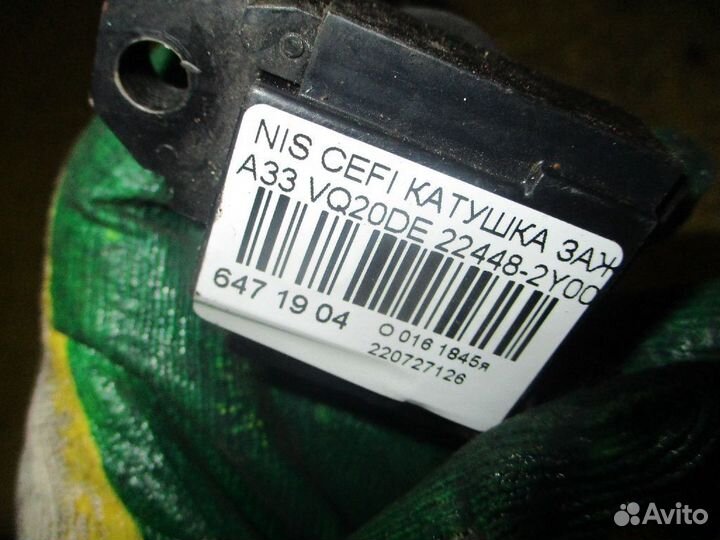 NIS CEFI КАТУШКА ЗАЖ
A33 VQ20DE 22448-2Y00
647 19 04
O 016 1845я
220727126
Avito